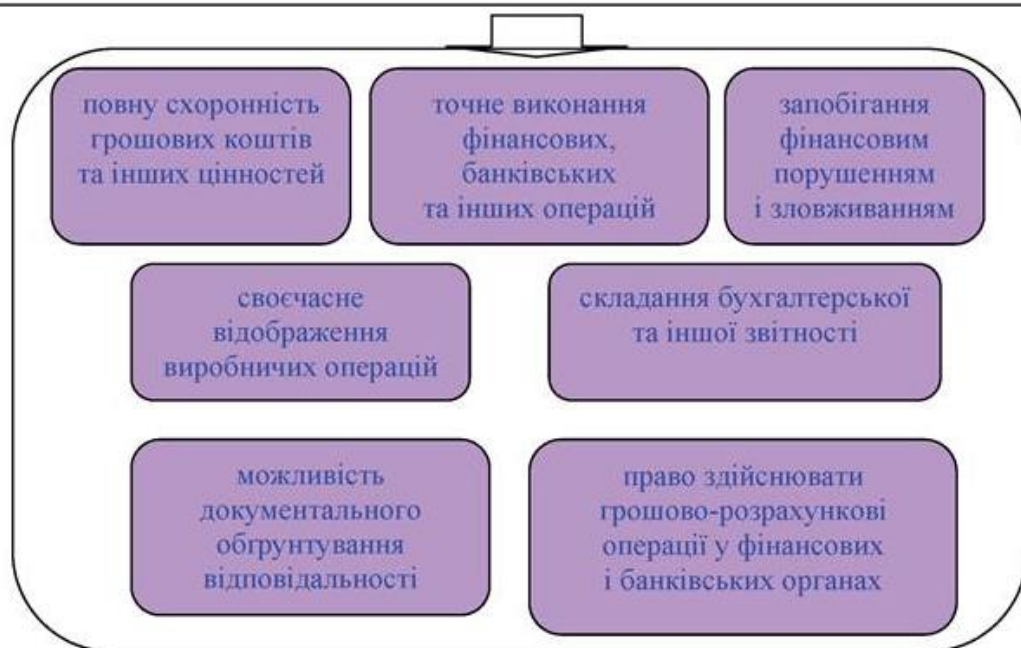 повну схоронність
грошових коштів
та інших цінностей
точне виконання
фінансових,
банківських
та інших операцій
запобігання
фінансовим
порушенням
і зловживанням
своєчасне
відображення
виробничих операцій
складання бухгалтерської
та іншої звітності
можливість
документального
обґрунтування
відповідальності
право здійснювати
грошово-розрахункові
операції у фінансових
і банківських органах